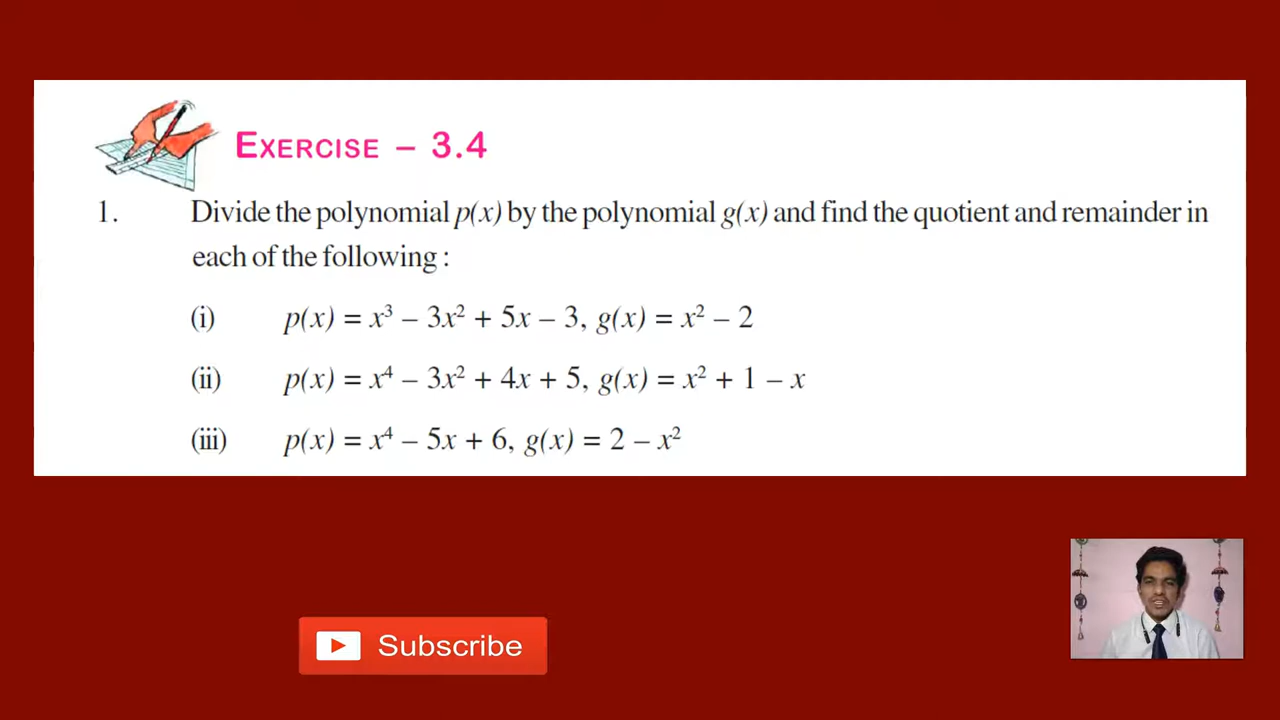 EXERCISE – 3.4
1. Divide the polynomial p(x) by the polynomial g(x) and find the quotient and remainder in
each of the following :
(i) p(x) = x³ – 3x² + 5x – 3, g(x) = x² – 2
(ii) p(x) = x⁴ – 3x² + 4x + 5, g(x) = x² + 1 – x
(iii) p(x) = x⁴ – 5x + 6, g(x) = 2 – x²
Subscribe